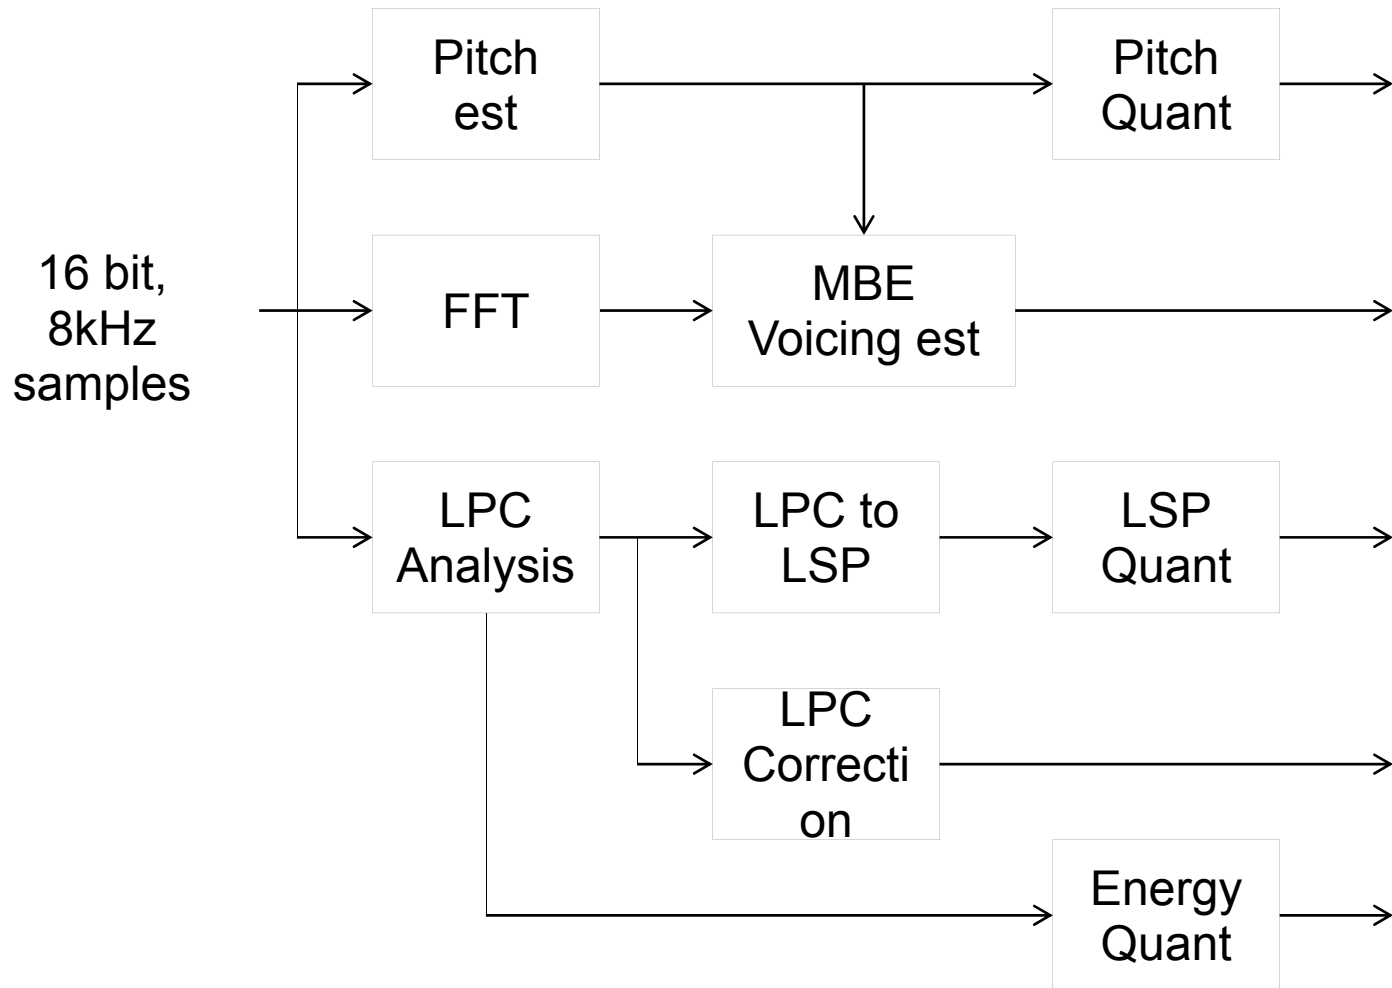 Pitch
est
Pitch
Quant
16 bit,
8kHz
samples
FFT
MBE
Voicing est
LPC
Analysis
LPC to
LSP
LSP
Quant
LPC
Correcti
on
Energy
Quant